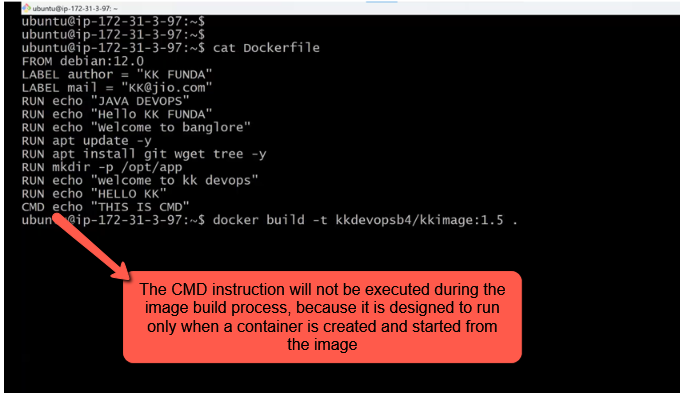 ubuntu@ip-172-31-3-97: ~
ubuntu@ip-172-31-3-97:~$
ubuntu@ip-172-31-3-97:~$
ubuntu@ip-172-31-3-97:~$ cat Dockerfile
FROM debian:12.0
LABEL author = "KK FUNDA"
LABEL mail = "KK@jio.com"
RUN echo "JAVA DEVOPS"
RUN echo "Hello KK FUNDA"
RUN echo "Welcome to banglore"
RUN apt update -y
RUN apt install git wget tree -y
RUN mkdir -p /opt/app
RUN echo "welcome to kk devops"
RUN echo "HELLO KK"
CMD echo "THIS IS CMD"
ubuntu@ip-172-31-3-97:~$ docker build -t kkdevopsb4/kkimage:1.5 .
The CMD instruction will not be executed during the
image build process, because it is designed to run
only when a container is created and started from
the image